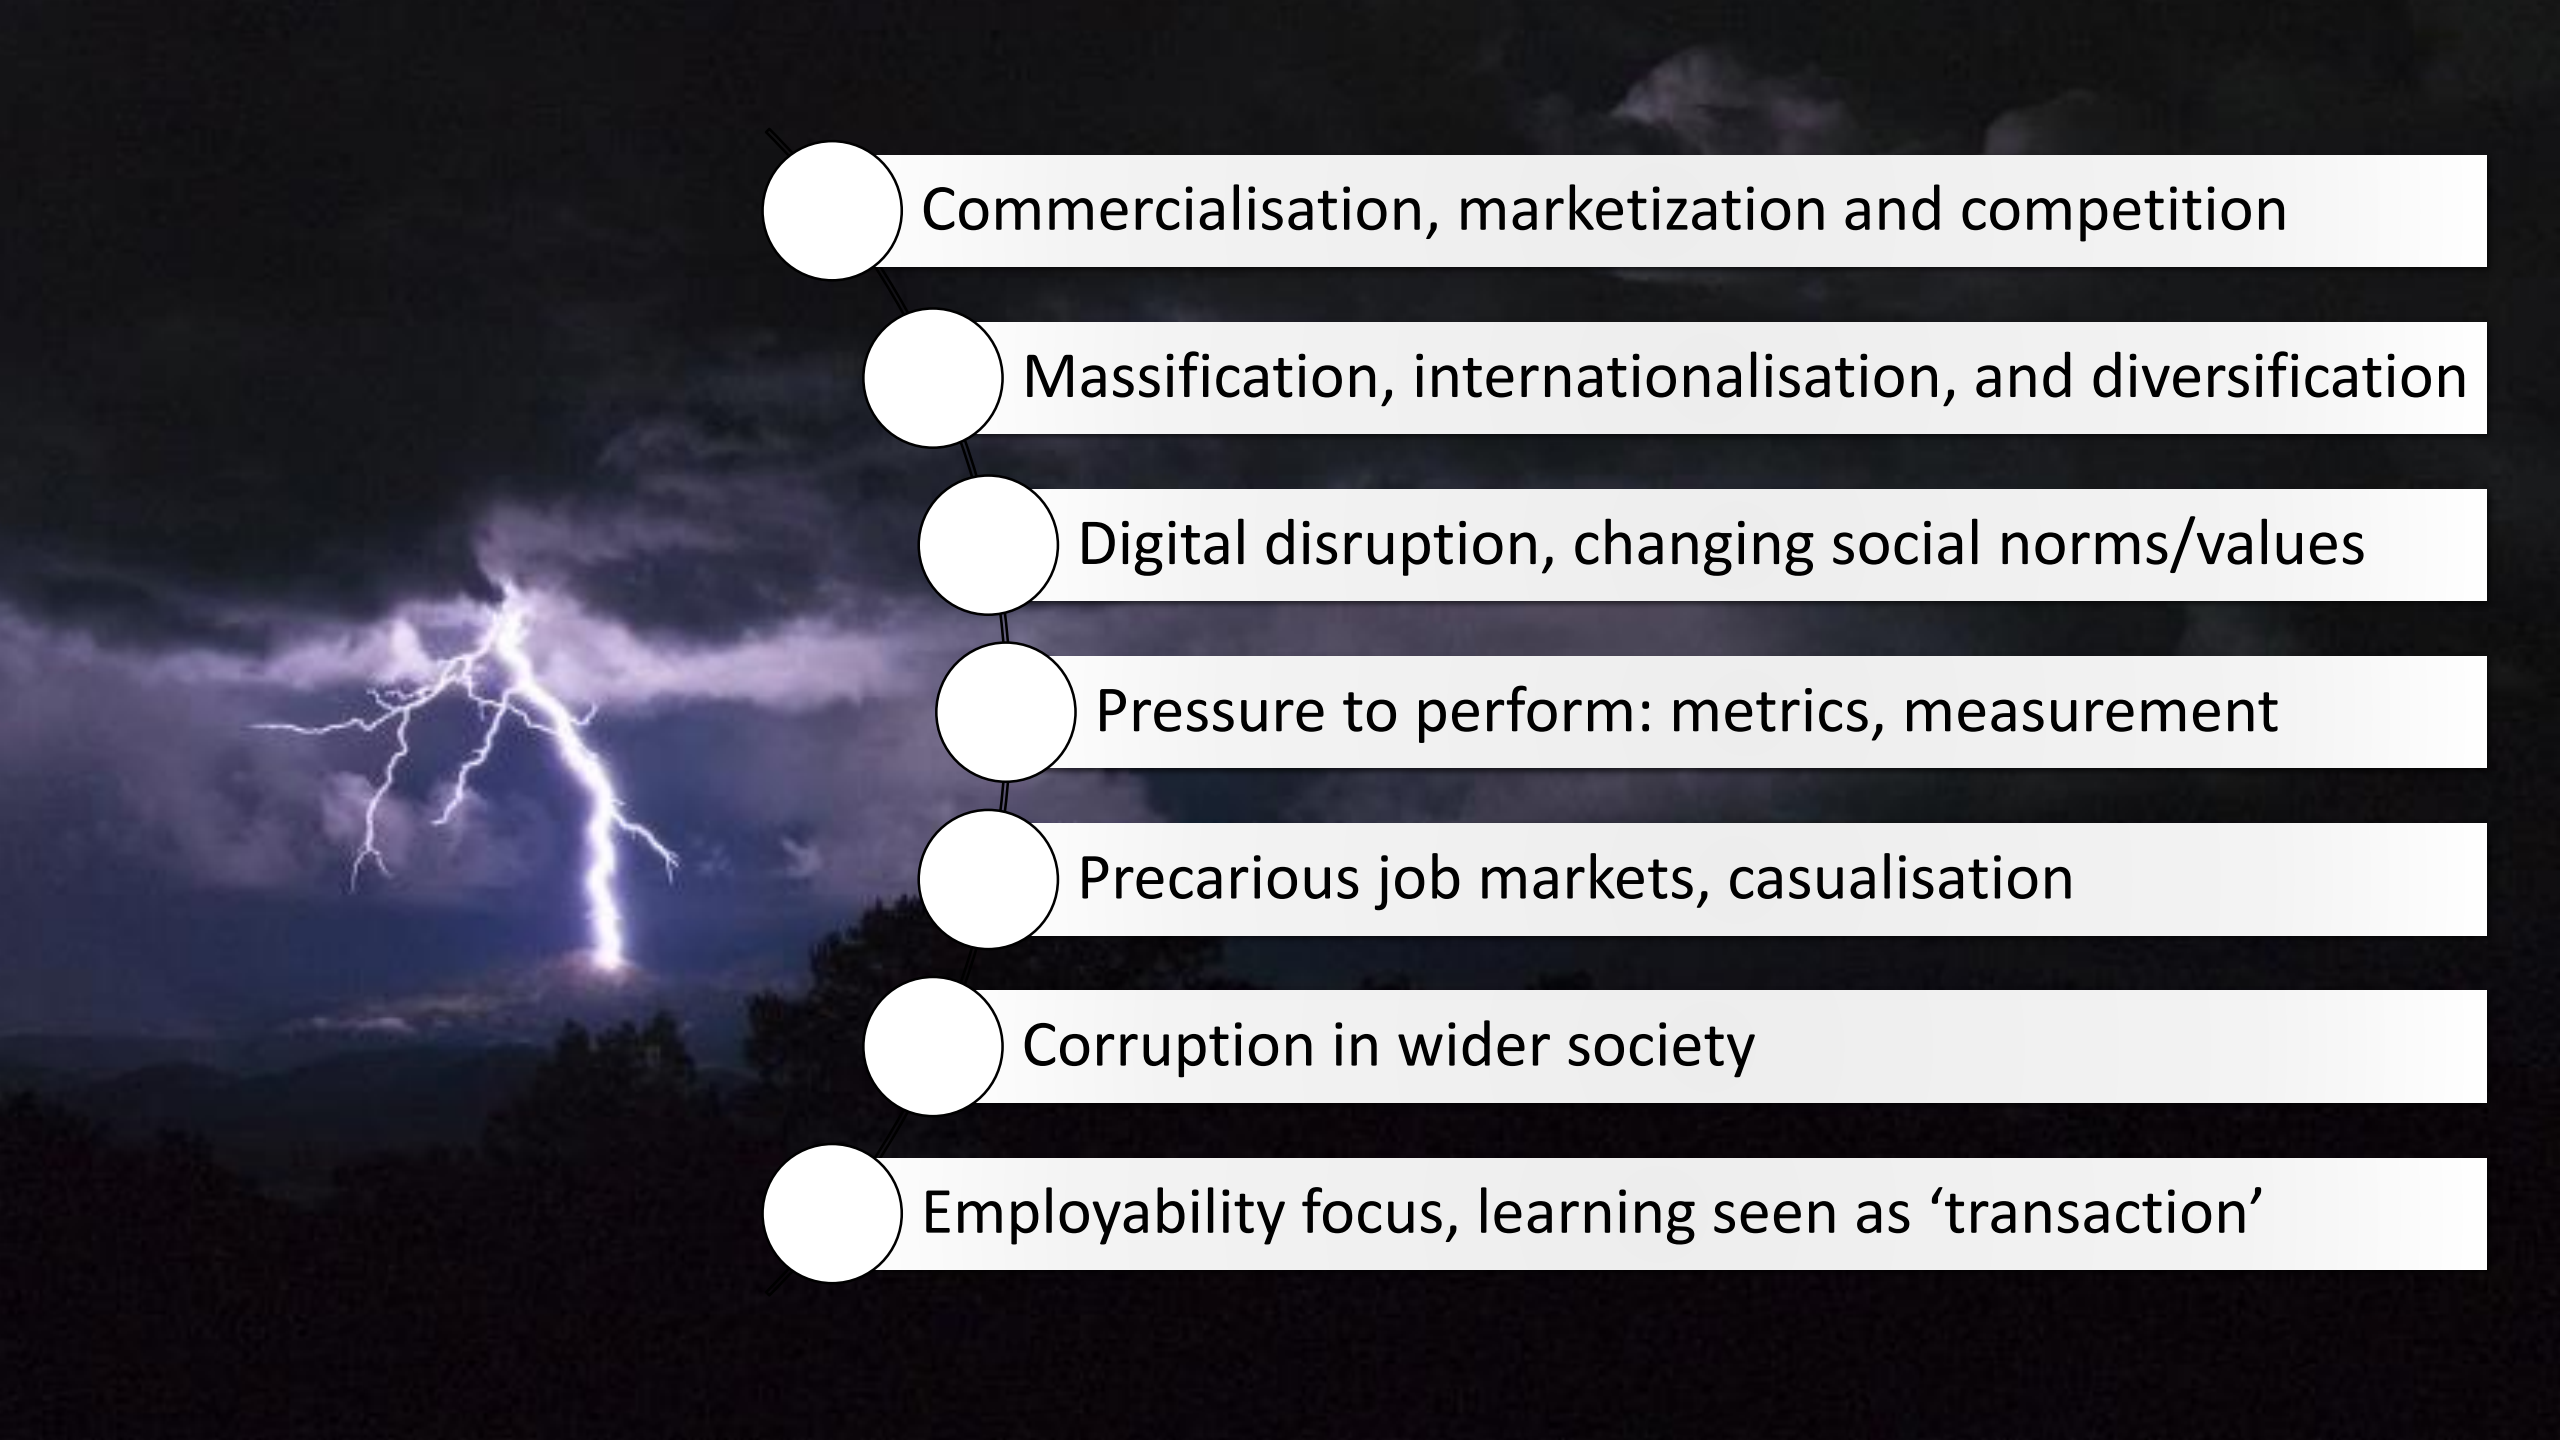 Commercialisation, marketization and competition
Massification, internationalisation, and diversification
Digital disruption, changing social norms/values
Pressure to perform: metrics, measurement
Precarious job markets, casualisation
Corruption in wider society
Employability focus, learning seen as ‘transaction’